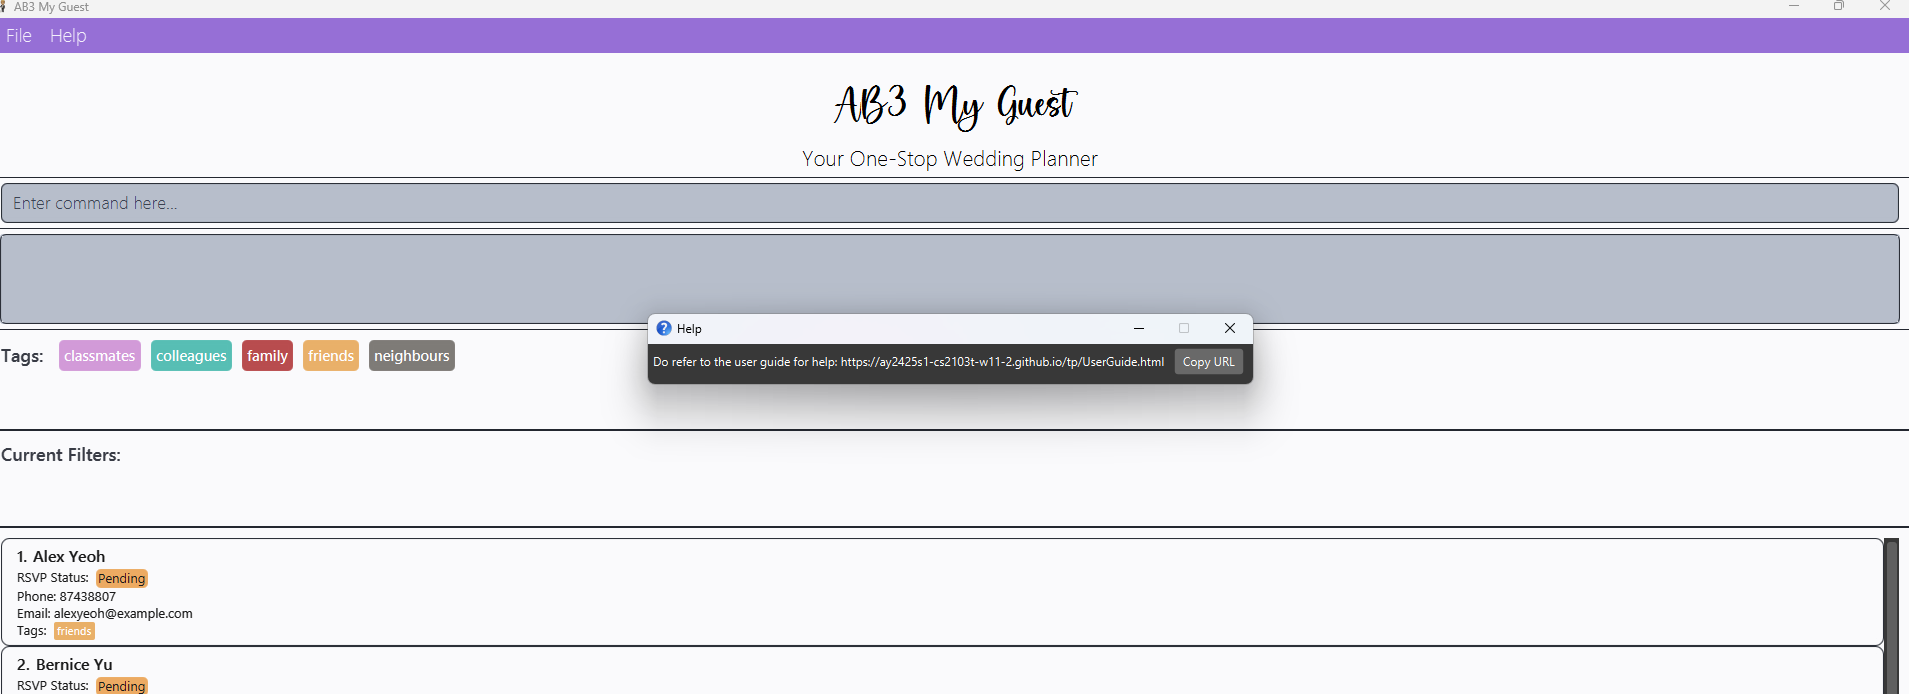 AB3 My Guest
File Help
AB3 My Guest
Your One-Stop Wedding Planner
Enter command here...
Help
Do refer to the user guide for help: https://ay2425s1-cs2103t-w11-2.github.io/tp/UserGuide.html Copy URL
Tags: classmates colleagues family friends neighbours
Current Filters:
1. Alex Yeoh
RSVP Status: Pending
Phone: 87438807
Email: alexyeoh@example.com
Tags: friends
2. Bernice Yu
RSVP Status: Pending